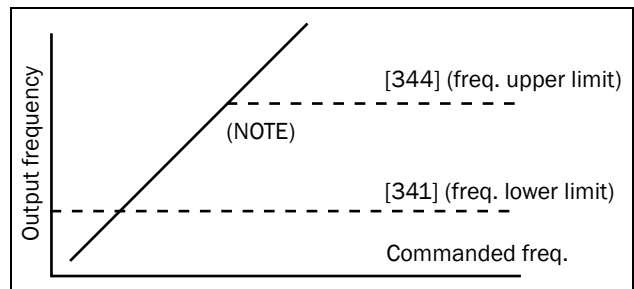 Output frequency
[344] (freq. upper limit)
(NOTE)
[341] (freq. lower limit)
Commanded freq.